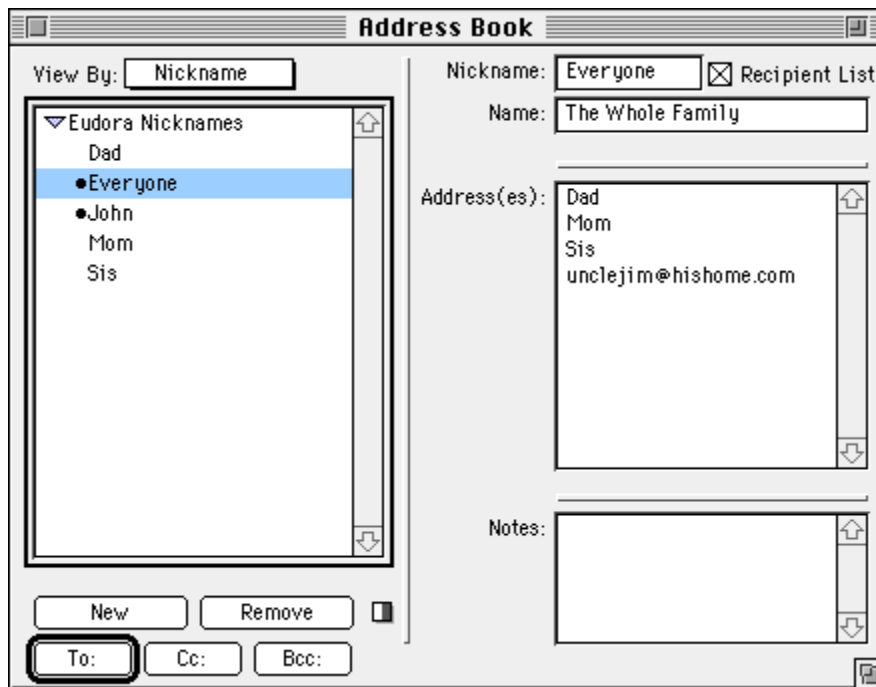 Address Book
View By: Nickname
Eudora Nicknames
Dad
•Everyone
•John
Mom
Sis
New Remove
To: Cc: Bcc:
Nickname: Everyone Recipient List
Name: The Whole Family
Address(es): Dad
Mom
Sis
unclejim@hishome.com
Notes: